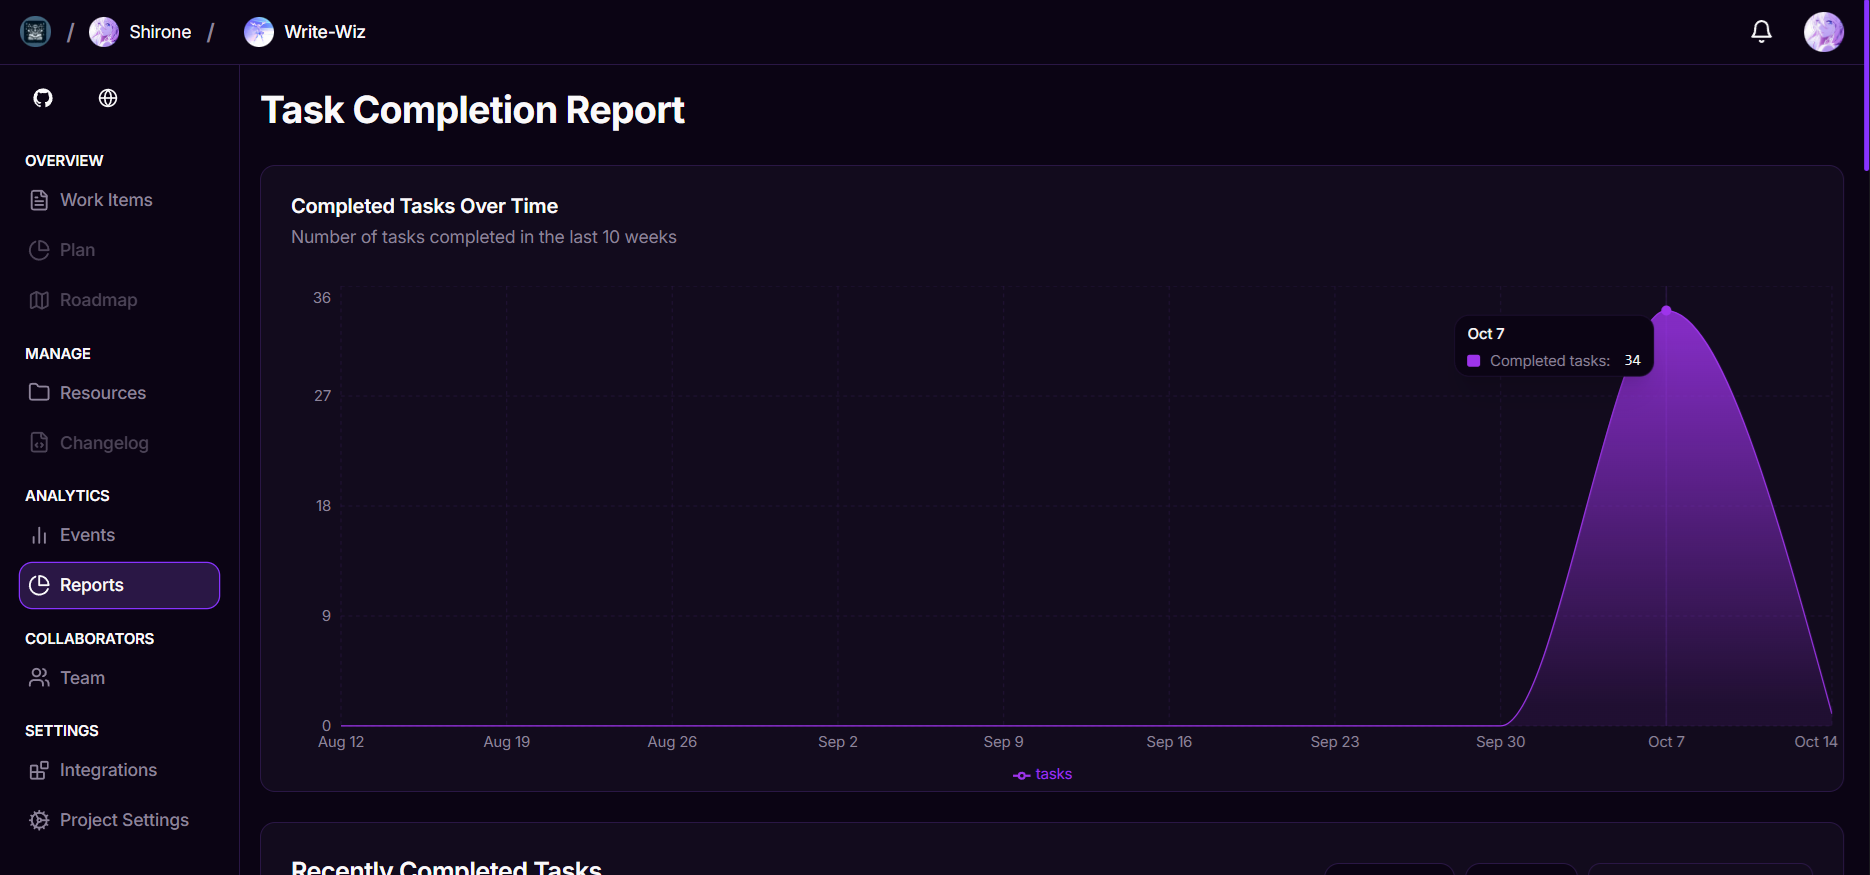 / Shirone / Write-Wiz
Task Completion Report
OVERVIEW
Work Items
Plan
Roadmap
MANAGE
Resources
Changelog
ANALYTICS
Events
Reports
COLLABORATORS
Team
SETTINGS
Integrations
Project Settings
Completed Tasks Over Time
Number of tasks completed in the last 10 weeks
36
27
18
9
0
Oct 7
Completed tasks: 34
Aug 12 Aug 19 Aug 26 Sep 2 Sep 9 Sep 16 Sep 23 Sep 30 Oct 7 Oct 14
tasks
Recently Completed Tasks